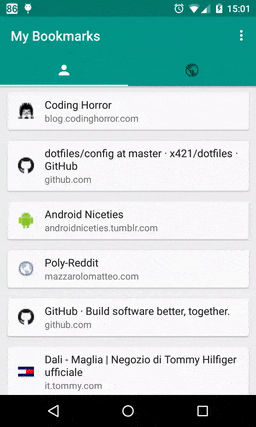 86
15:01
My Bookmarks
Coding Horror
blog.codinghorror.com
dotfiles/config at master · x421/dotfiles ·
GitHub
github.com
Android Niceties
androidniceties.tumblr.com
Poly-Reddit
mazzarolomatteo.com
GitHub · Build software better, together.
github.com
Dali - Maglia | Negozio di Tommy Hilfiger
ufficiale
it.tommy.com